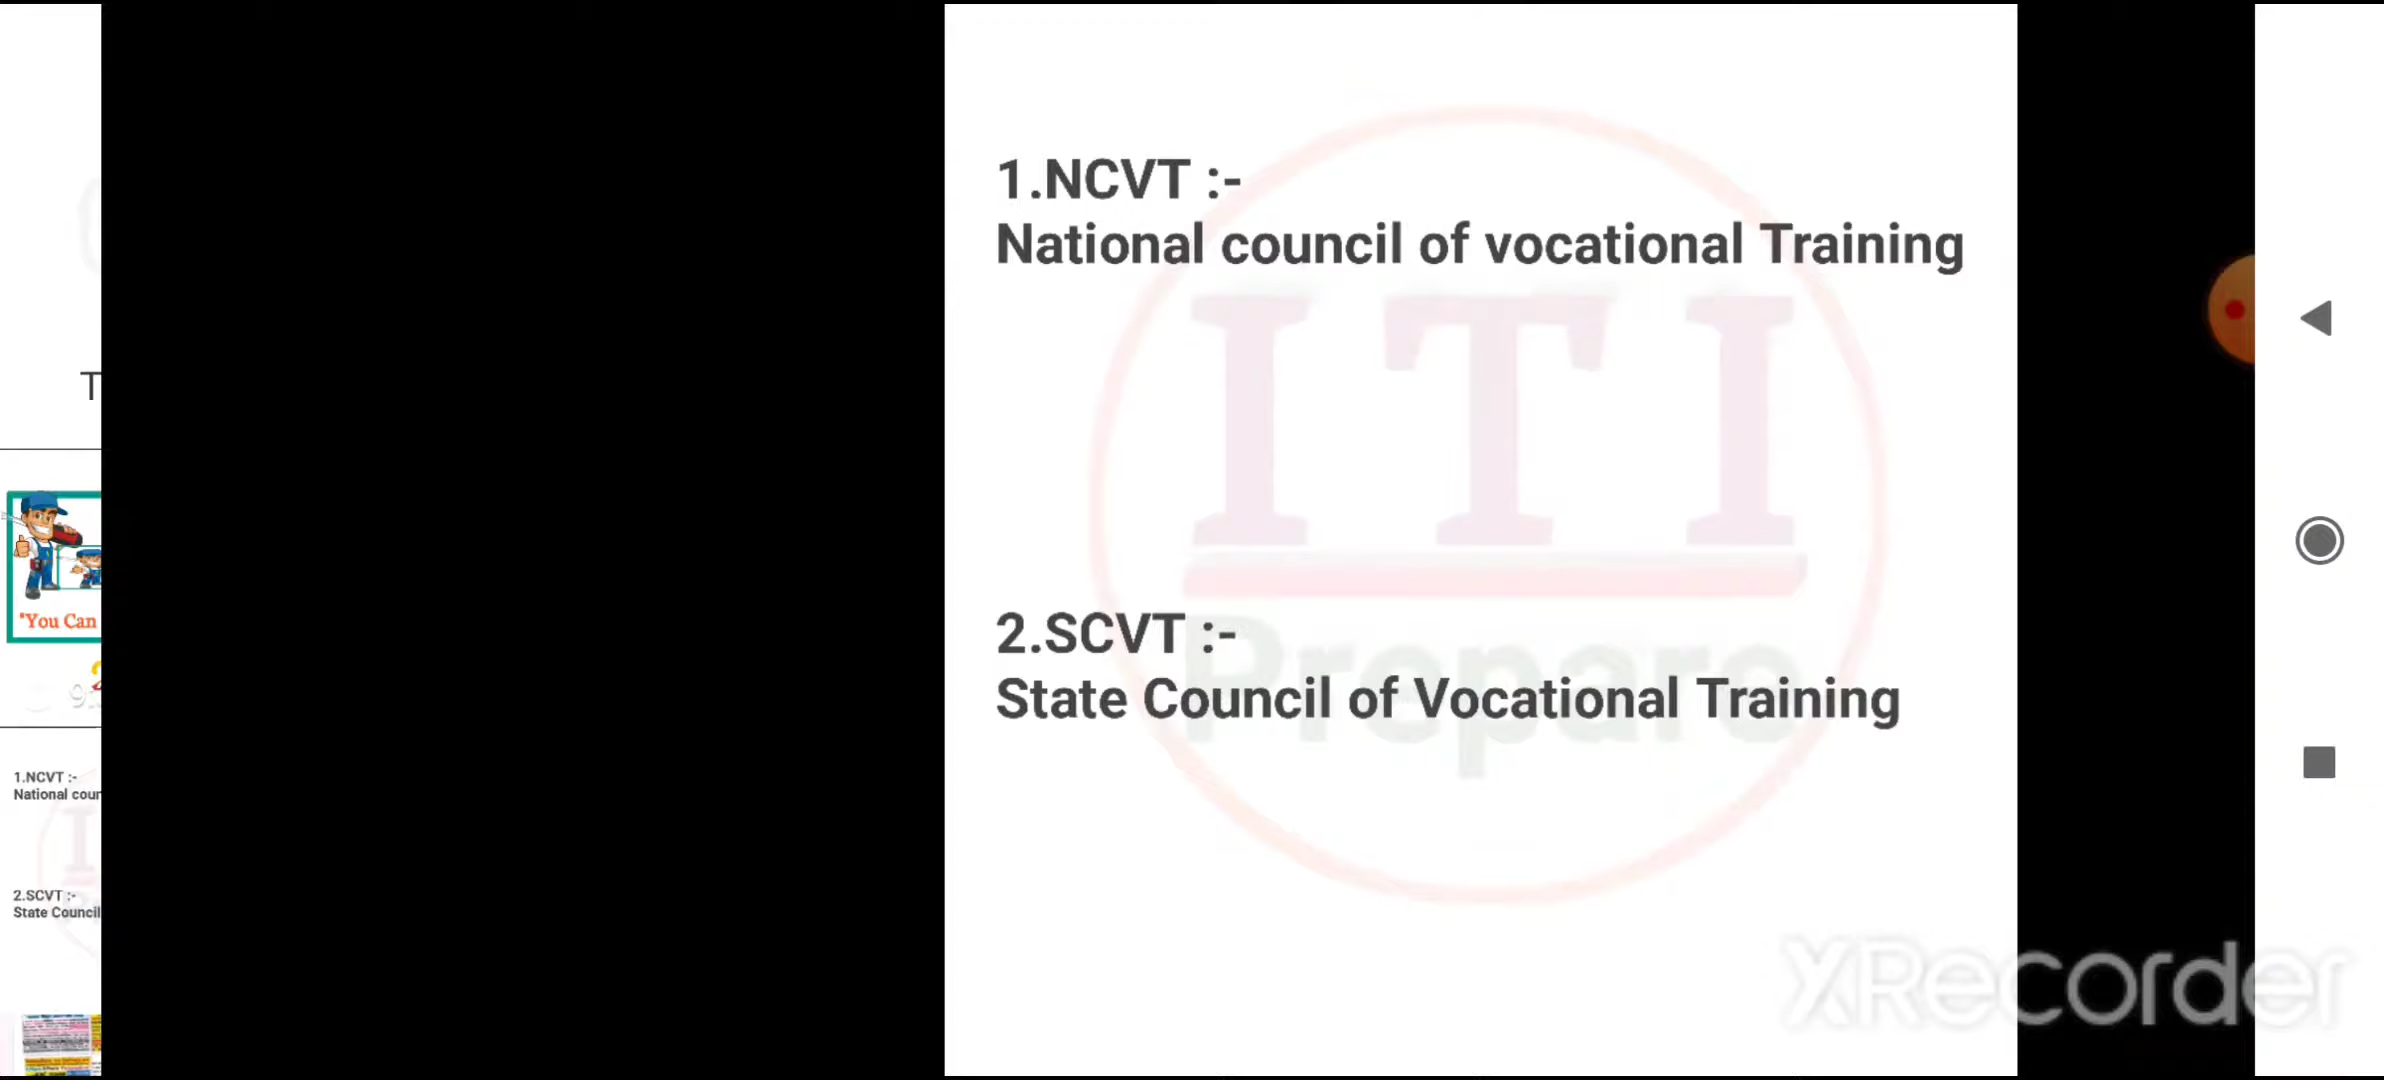 T
"You Can
1.NCVT :-
National cour
2.SCVT :-
State Council
1.NCVT :-
National council of vocational Training
ITI
Prepare
2.SCVT :-
State Council of Vocational Training
XRecorder